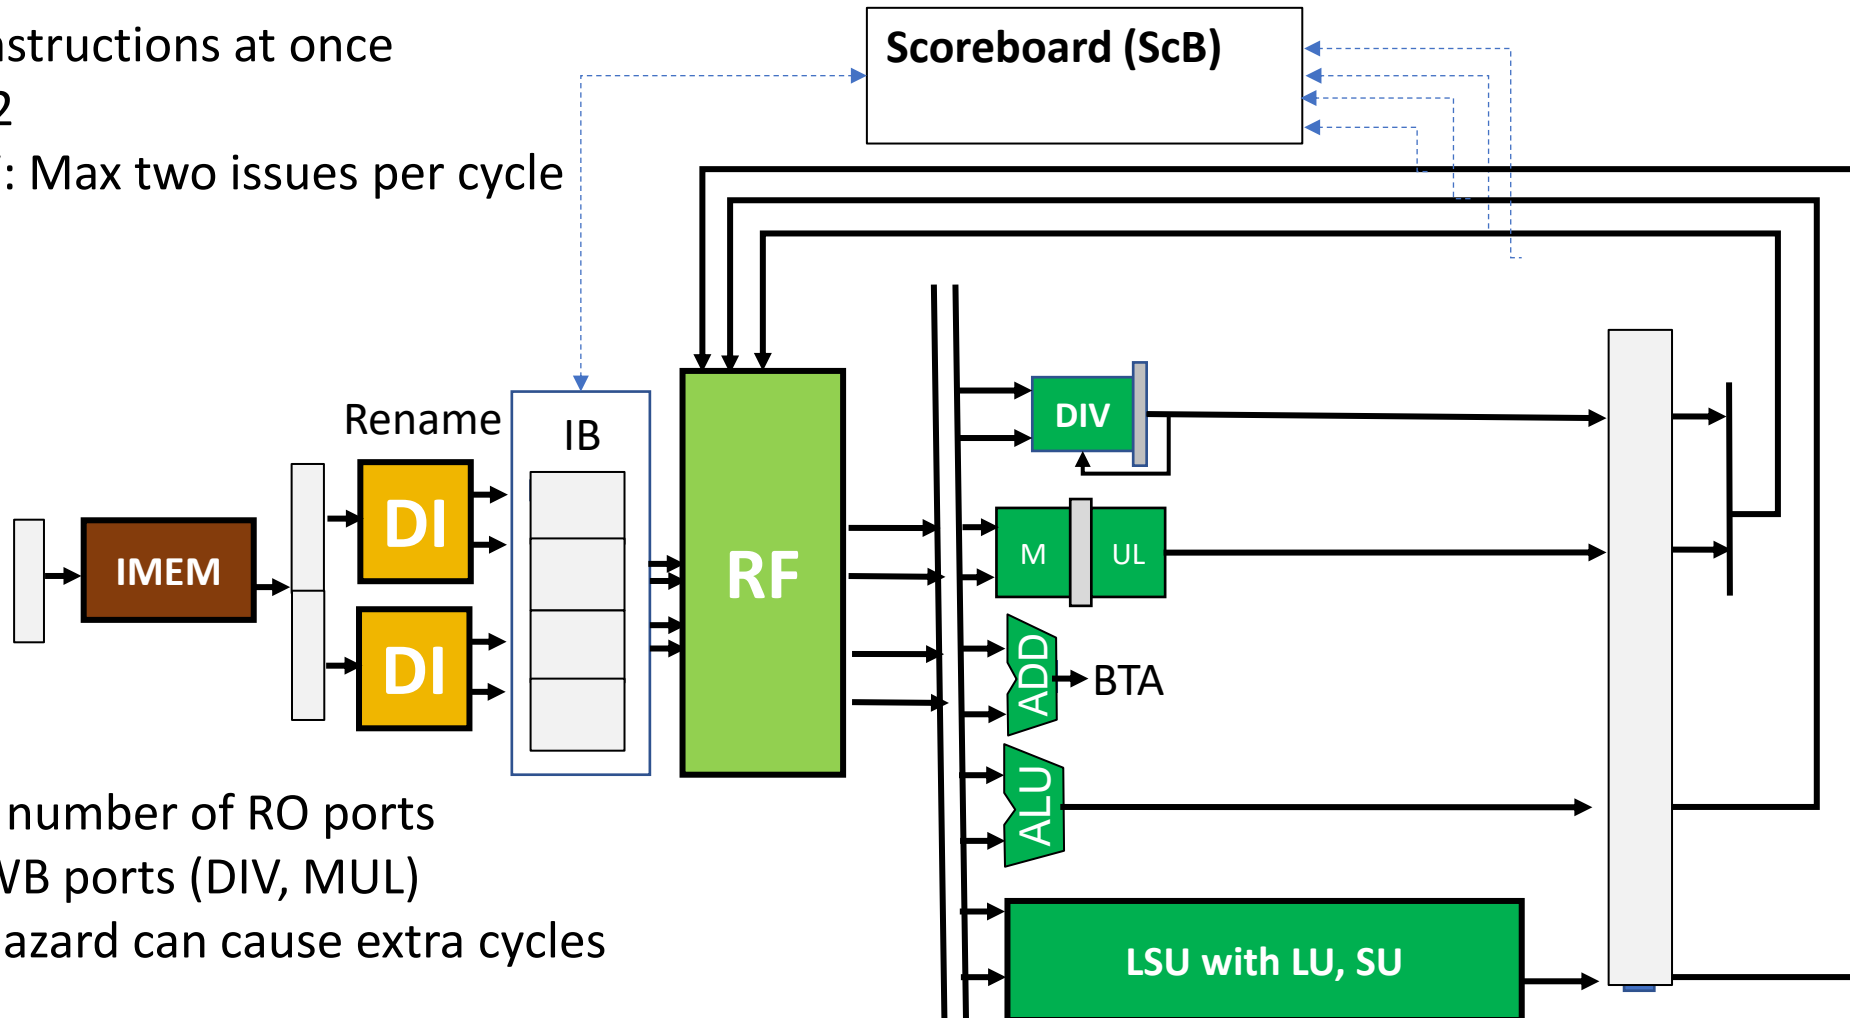 nstructions at once
2
: Max two issues per cycle
Scoreboard (ScB)
Rename
IB
IMEM
DI
DI
RF
DIV
M
UL
ADD
BTA
ALU
LSU with LU, SU
number of RO ports
WB ports (DIV, MUL)
azard can cause extra cycles